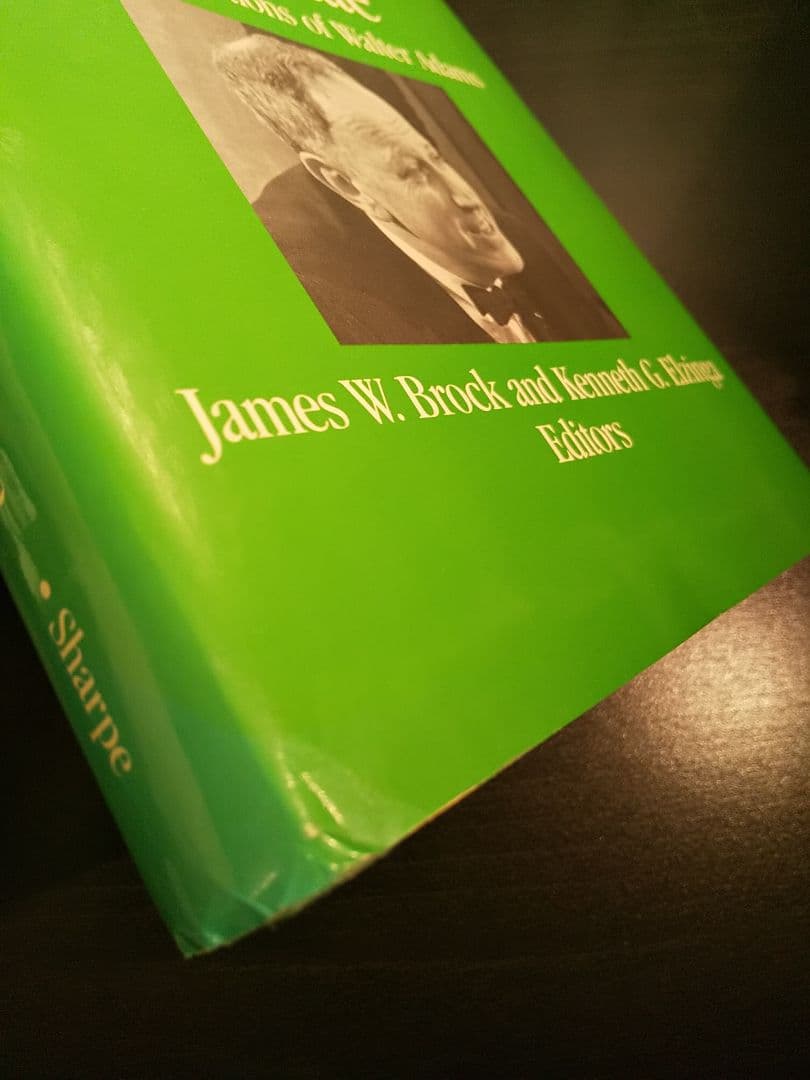 of Walter Adams
James W. Brock and Kenneth G. Elzinga
Editors
• Sharpe